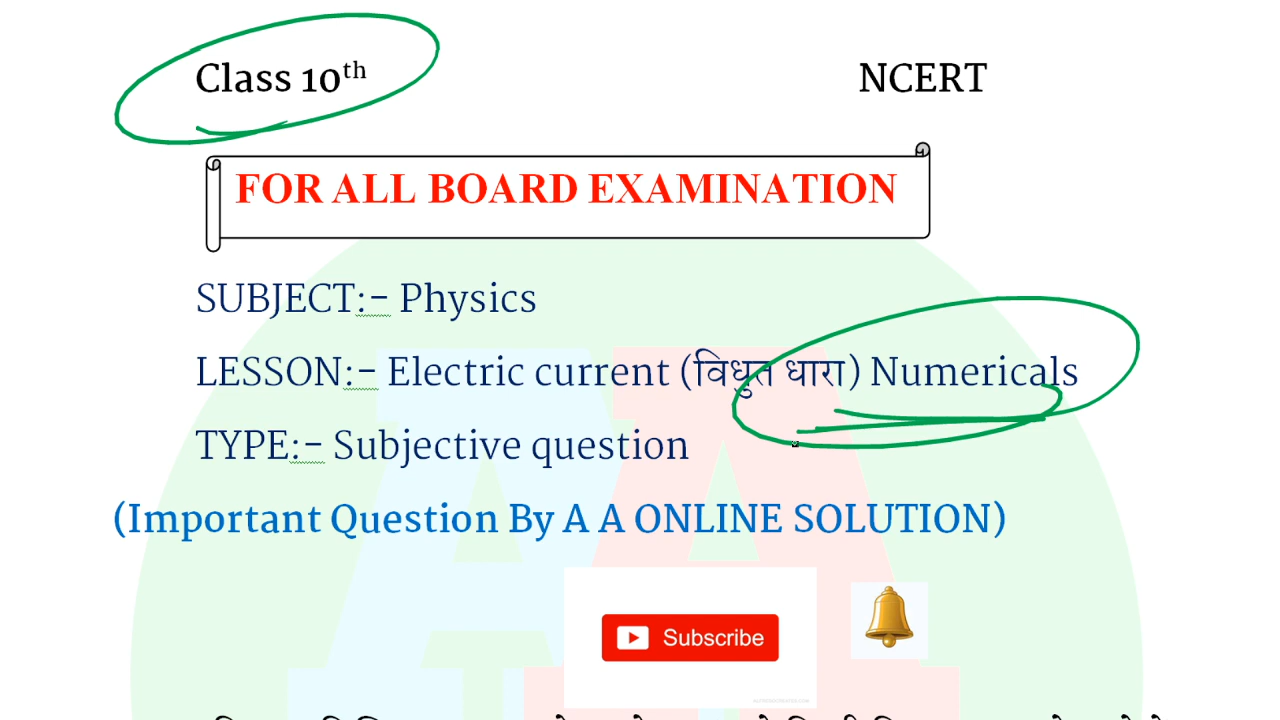 Class 10th NCERT
FOR ALL BOARD EXAMINATION
SUBJECT:- Physics
LESSON:- Electric current (विधुत धारा) Numericals
TYPE:- Subjective question
(Important Question By A A ONLINE SOLUTION)
Subscribe